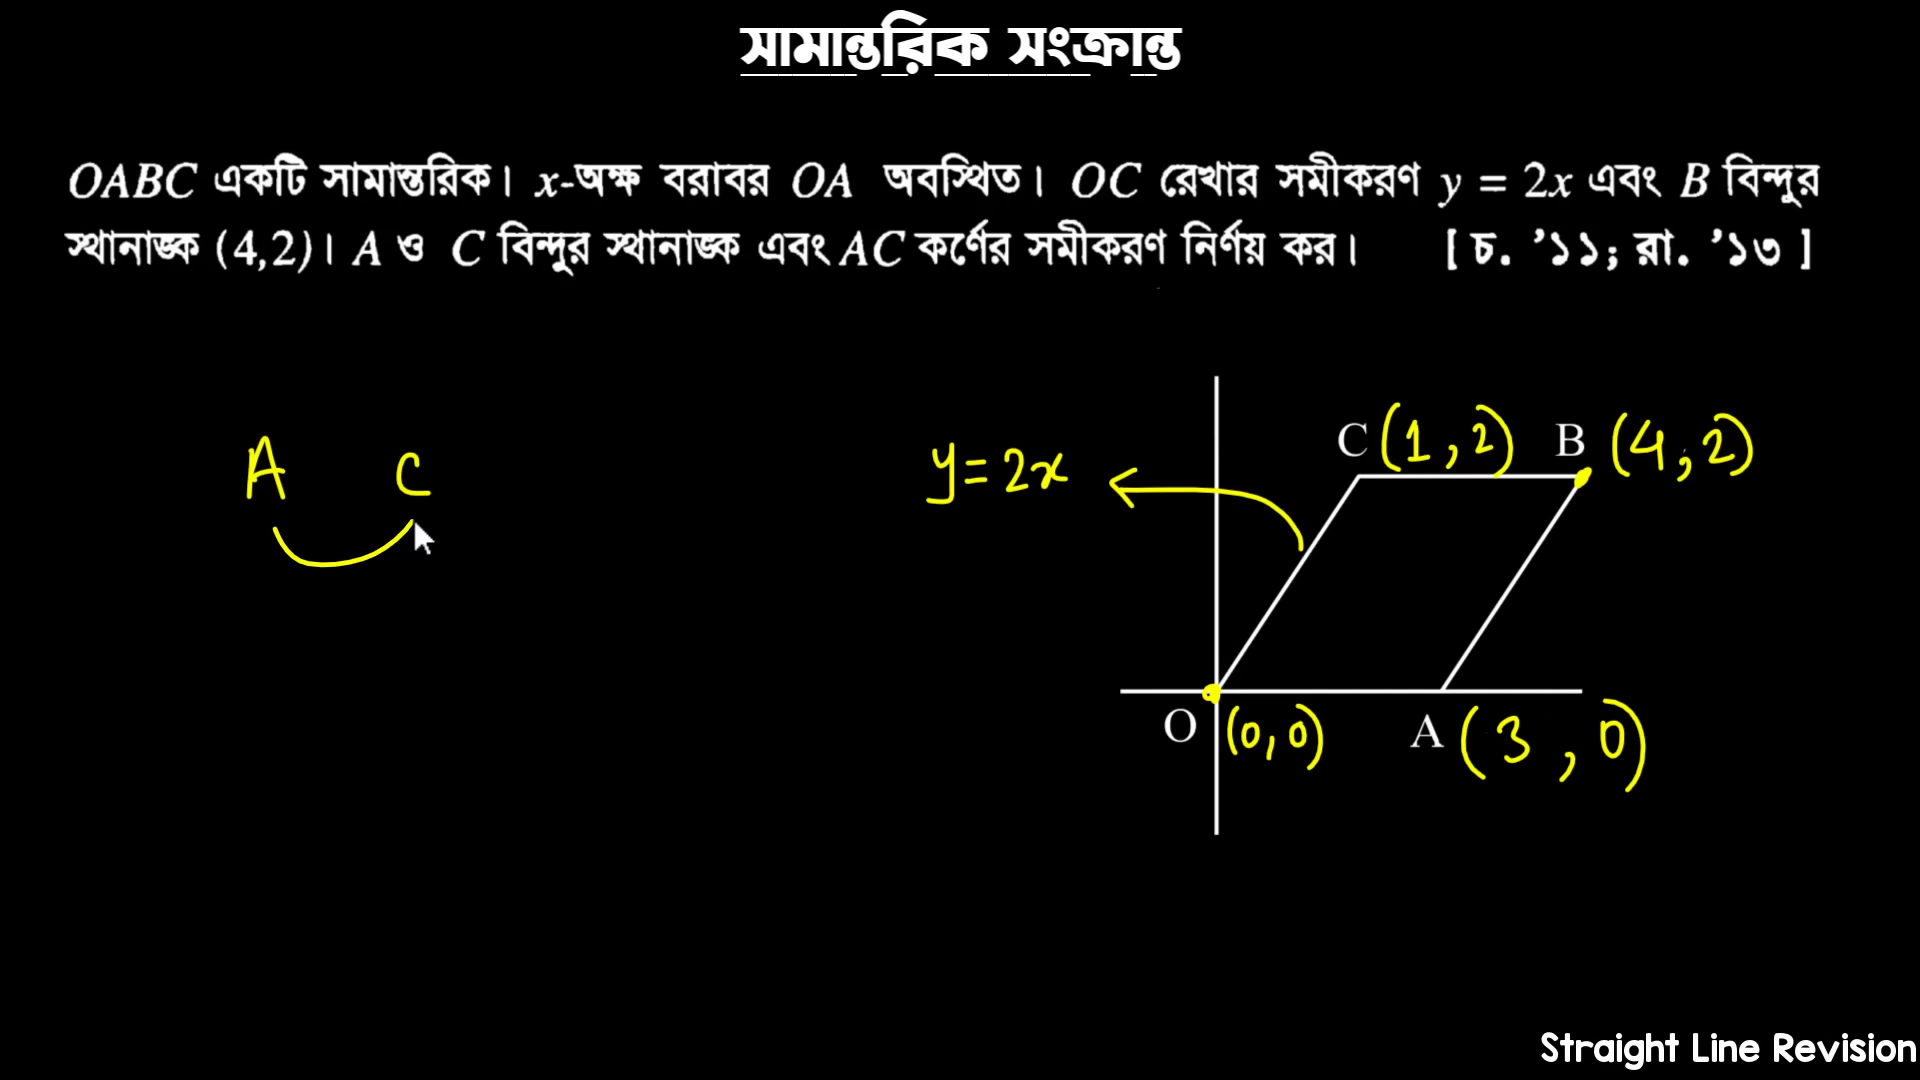 সামান্তরিক সংক্রান্ত
OABC একটি সামান্তরিক। x-অক্ষ বরাবর OA অবস্থিত। OC রেখার সমীকরণ y = 2x এবং B বিন্দুর
স্থানাঙ্ক (4,2)। A ও C বিন্দুর স্থানাঙ্ক এবং AC কর্ণের সমীকরণ নির্ণয় কর। [ চ. ’১১; রা. ’১৩ ]
A C
y=2x
C (1,2) B (4,2)
O (0,0) A (3,0)
Straight Line Revision